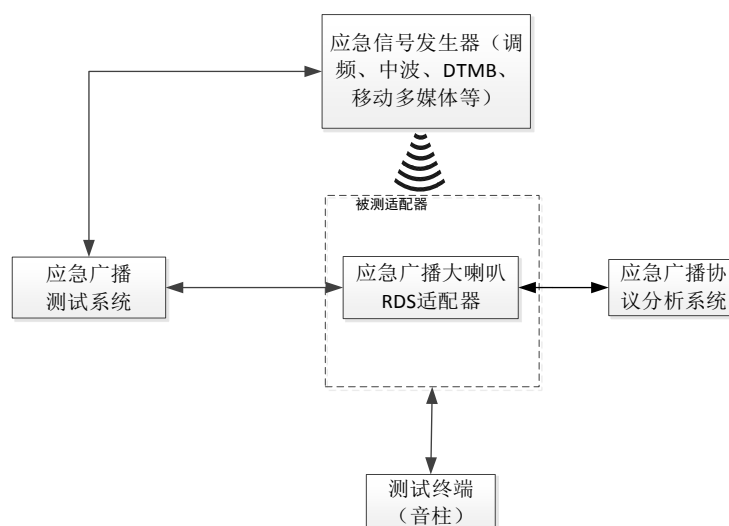 应急信号发生器（调
频、中波、DTMB、
移动多媒体等）
被测适配器
应急广播
测试系统
应急广播大喇叭
RDS适配器
应急广播协
议分析系统
测试终端
（音柱）